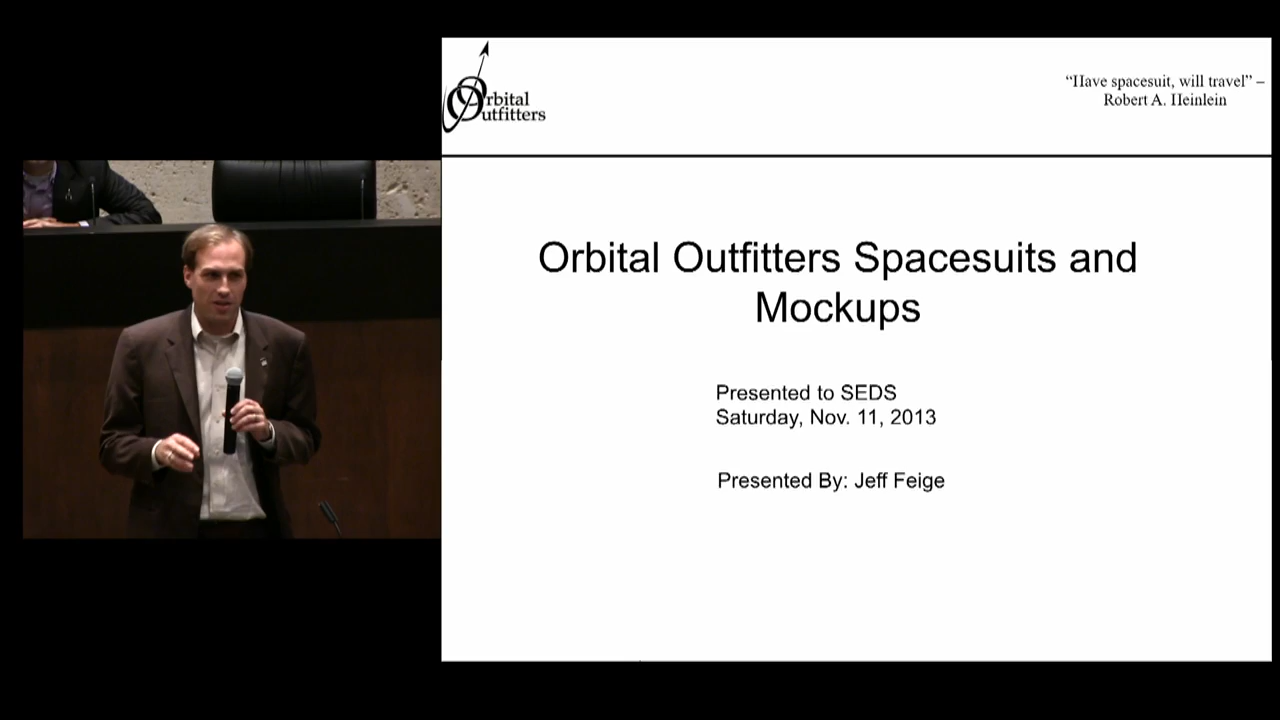 Orbital
Outfitters
“Have spacesuit, will travel” –
Robert A. Heinlein
Orbital Outfitters Spacesuits and
Mockups
Presented to SEDS
Saturday, Nov. 11, 2013
Presented By: Jeff Feige